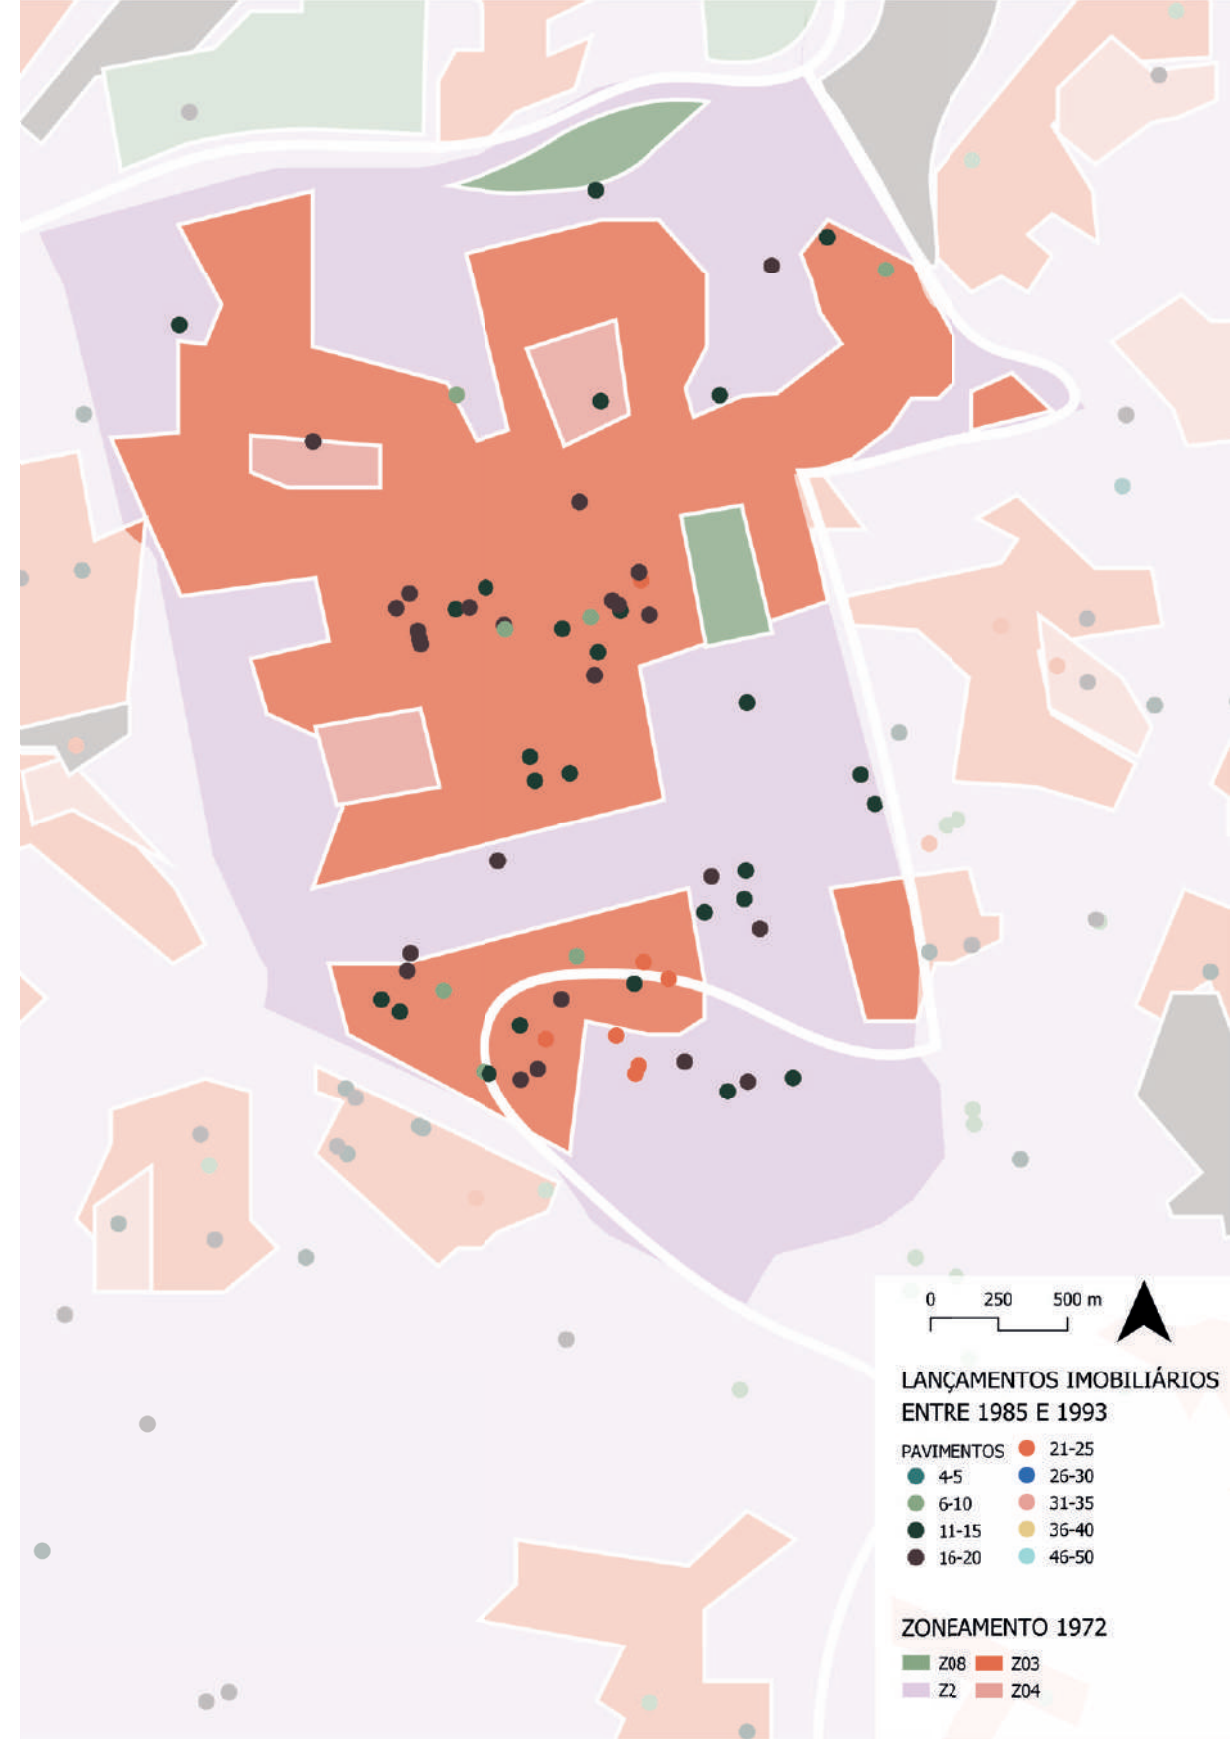 0 250 500 m
LANÇAMENTOS IMOBILIÁRIOS
ENTRE 1985 E 1993
PAVIMENTOS
4-5
6-10
11-15
16-20
21-25
26-30
31-35
36-40
46-50
ZONEAMENTO 1972
Z08 Z03
Z2 Z04